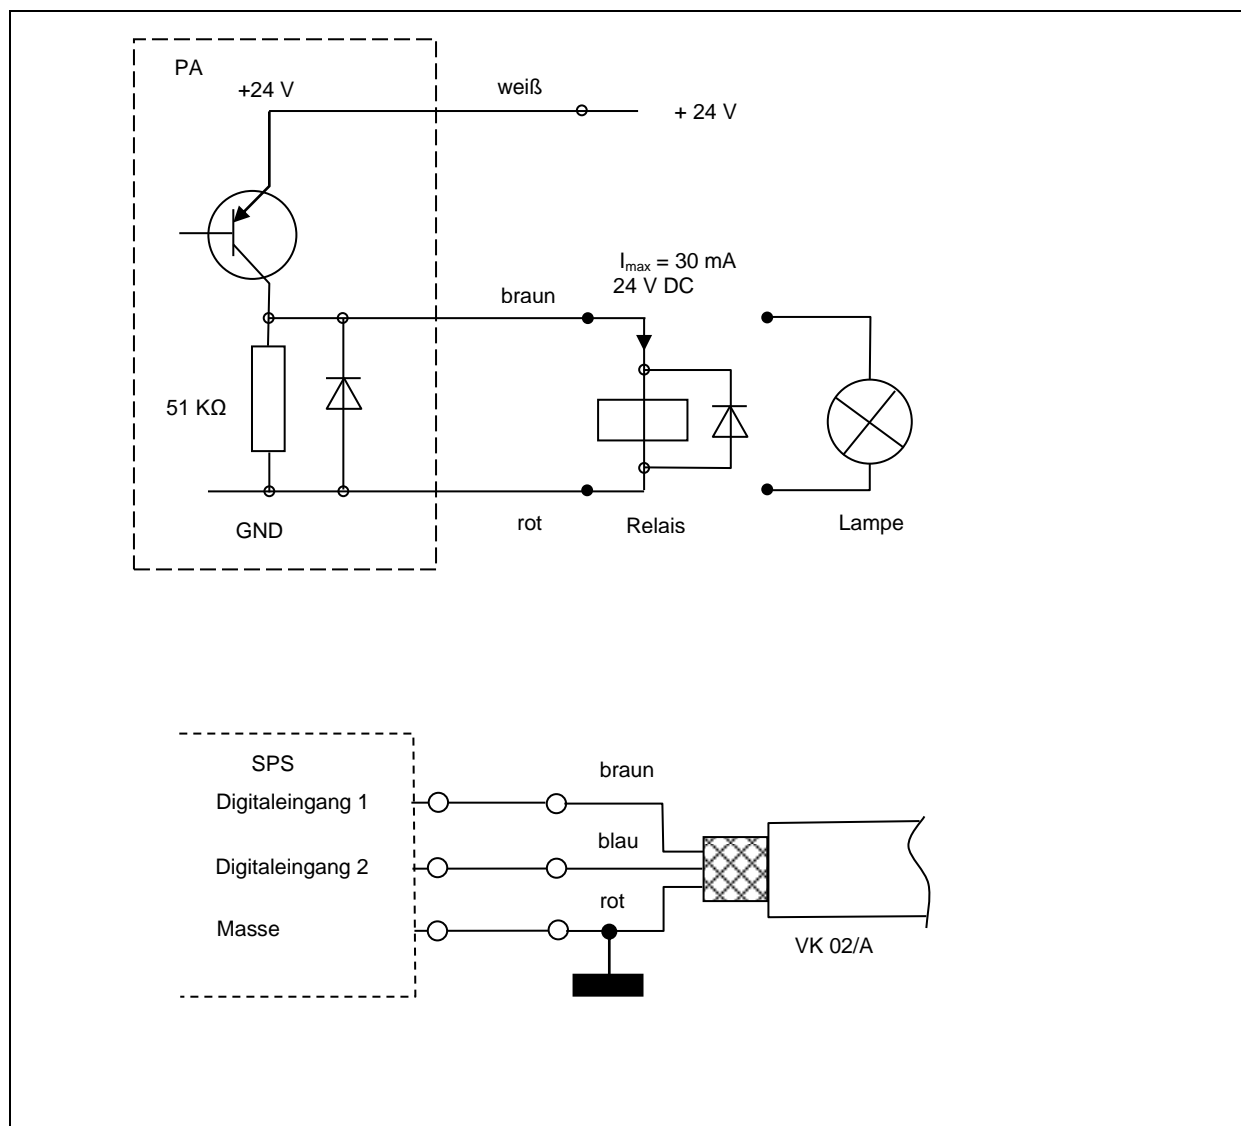 PA
+24 V
weiß
+ 24 V
Imax = 30 mA
24 V DC
braun
51 KΩ
GND
rot
Relais
Lampe
SPS
braun
Digitaleingang 1
blau
Digitaleingang 2
rot
Masse
VK 02/A